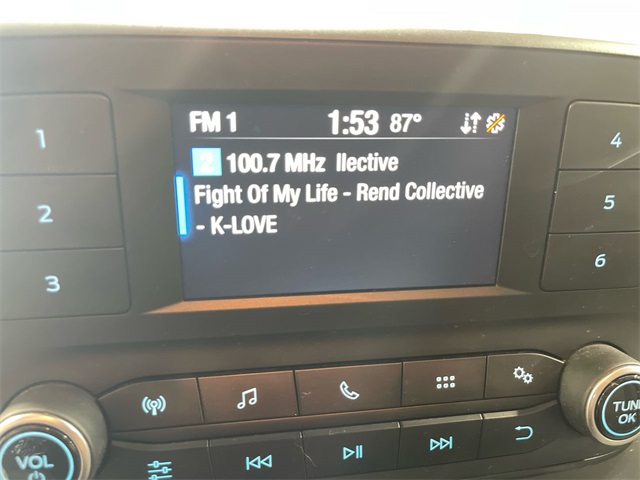 FM 1 1:53 87°
1
2 100.7 MHz llective
4
Fight Of My Life - Rend Collective
2
5
- K-LOVE
3
6
VOL
TUNE
OK